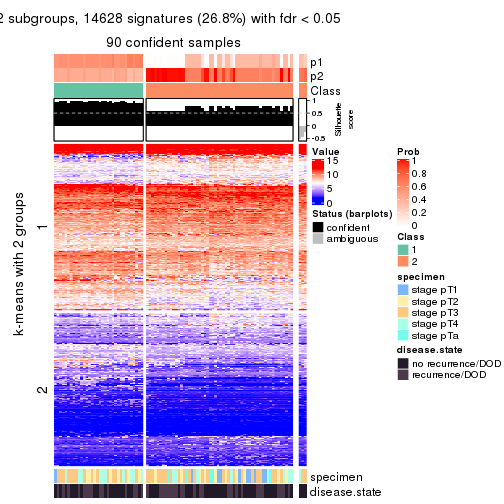 2 subgroups, 14628 signatures (26.8%) with fdr < 0.05
90 confident samples
p1
p2
Class
1
0.5
0
-0.5
Silhouette
score
k-means with 2 groups
1
2
Value
15
10
5
0
Status (barplots)
confident
ambiguous
Prob
1
0.8
0.6
0.4
0.2
0
Class
1
2
specimen
stage pT1
stage pT2
stage pT3
stage pT4
stage pTa
disease.state
no recurrence/DOD
recurrence/DOD
specimen
disease.state